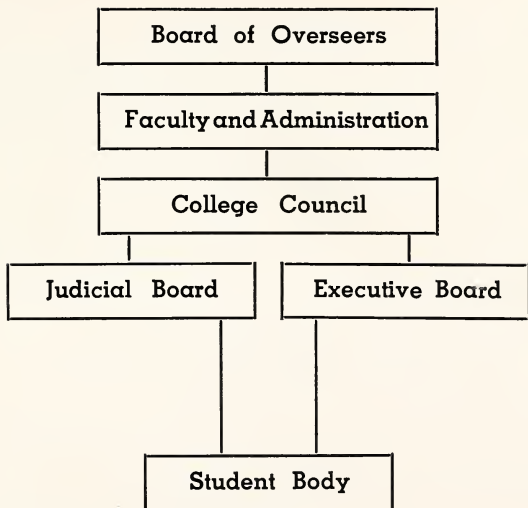 Board of Overseers
Faculty and Administration
College Council
Judicial Board
Executive Board
Student Body